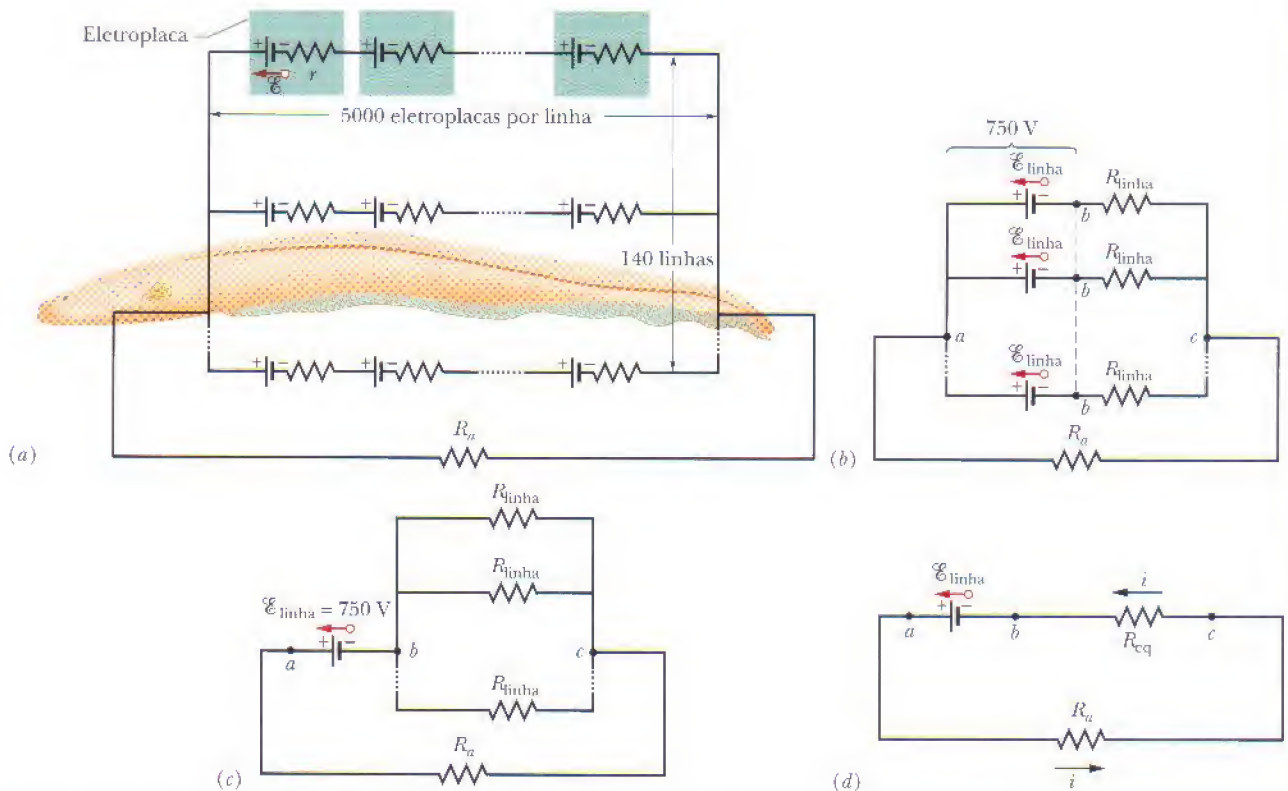 Eletroplaca
+ − + − + −
ℰ r
5000 eletroplacas por linha
+ − + − + −
140 linhas
+ − + − + −
R_a
(a)
750 V
ℰ_linha R_linha
+ − b
ℰ_linha R_linha
+ − b
a c
ℰ_linha R_linha
+ − b
R_a
(b)
R_linha
R_linha
ℰ_linha = 750 V
+ −
a b c
R_linha
R_a
(c)
ℰ_linha i
+ −
a b R_eq c
R_a
i
(d)